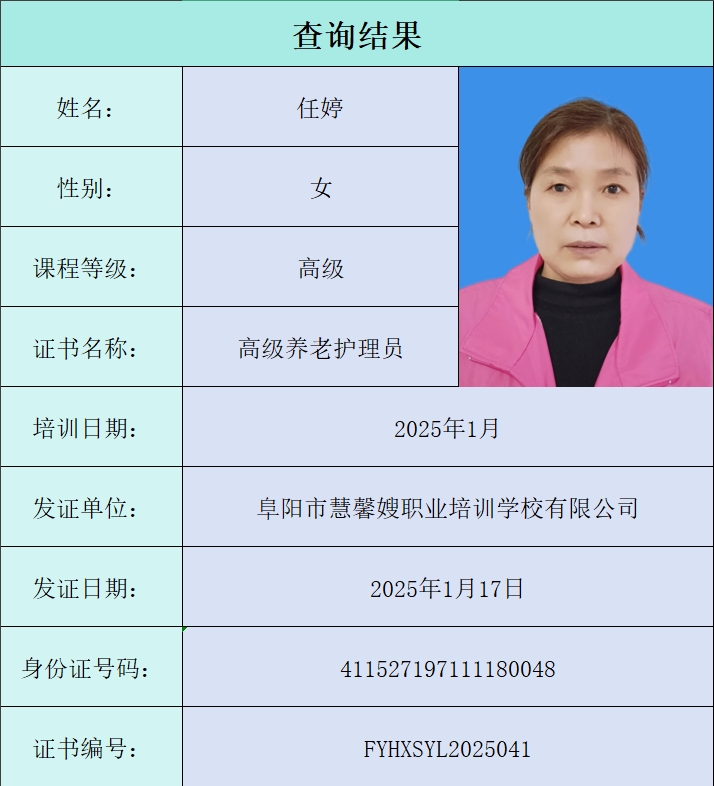 查询结果
姓名： 任婷
性别： 女
课程等级： 高级
证书名称： 高级养老护理员
培训日期： 2025年1月
发证单位： 阜阳市慧馨嫂职业培训学校有限公司
发证日期： 2025年1月17日
身份证号码： 411527197111180048
证书编号： FYHXSYL2025041